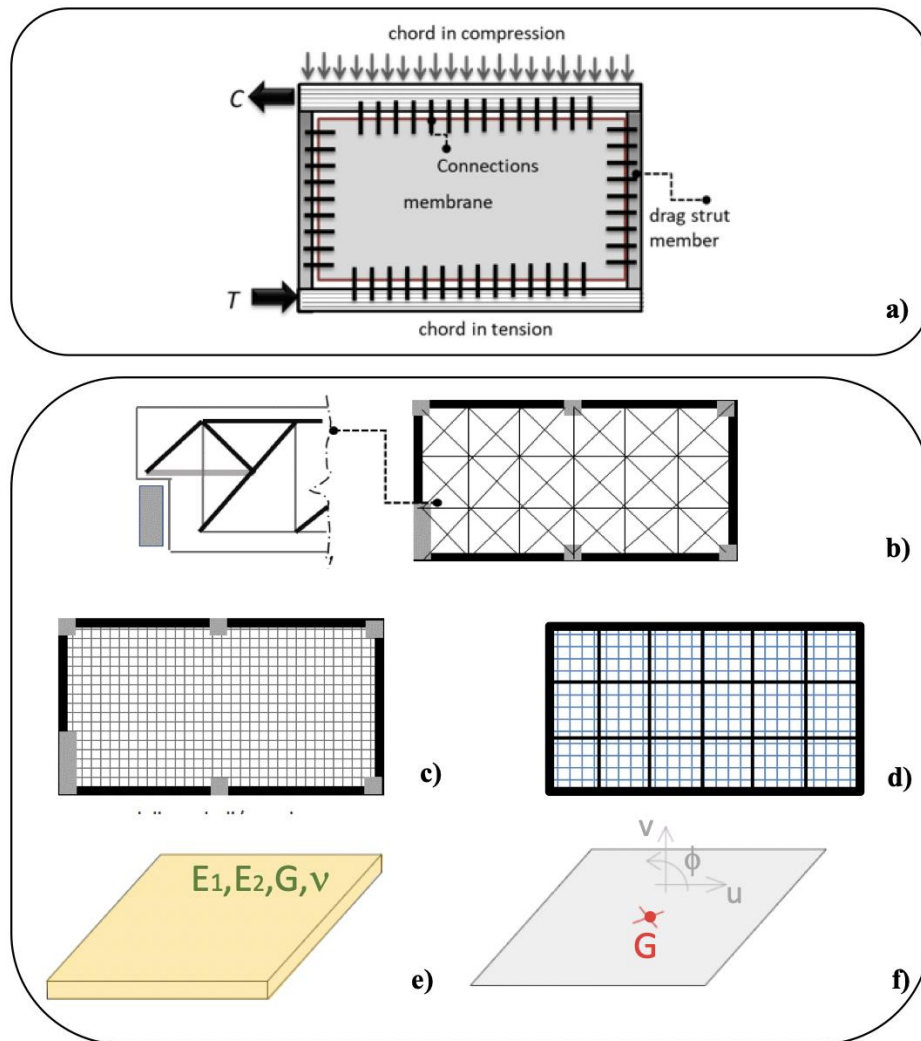 chord in compression
C
Connections
membrane
drag strut
member
T
chord in tension
a)
b)
c)
d)
E1,E2,G,ν
e)
v
ϕ
u
G
f)